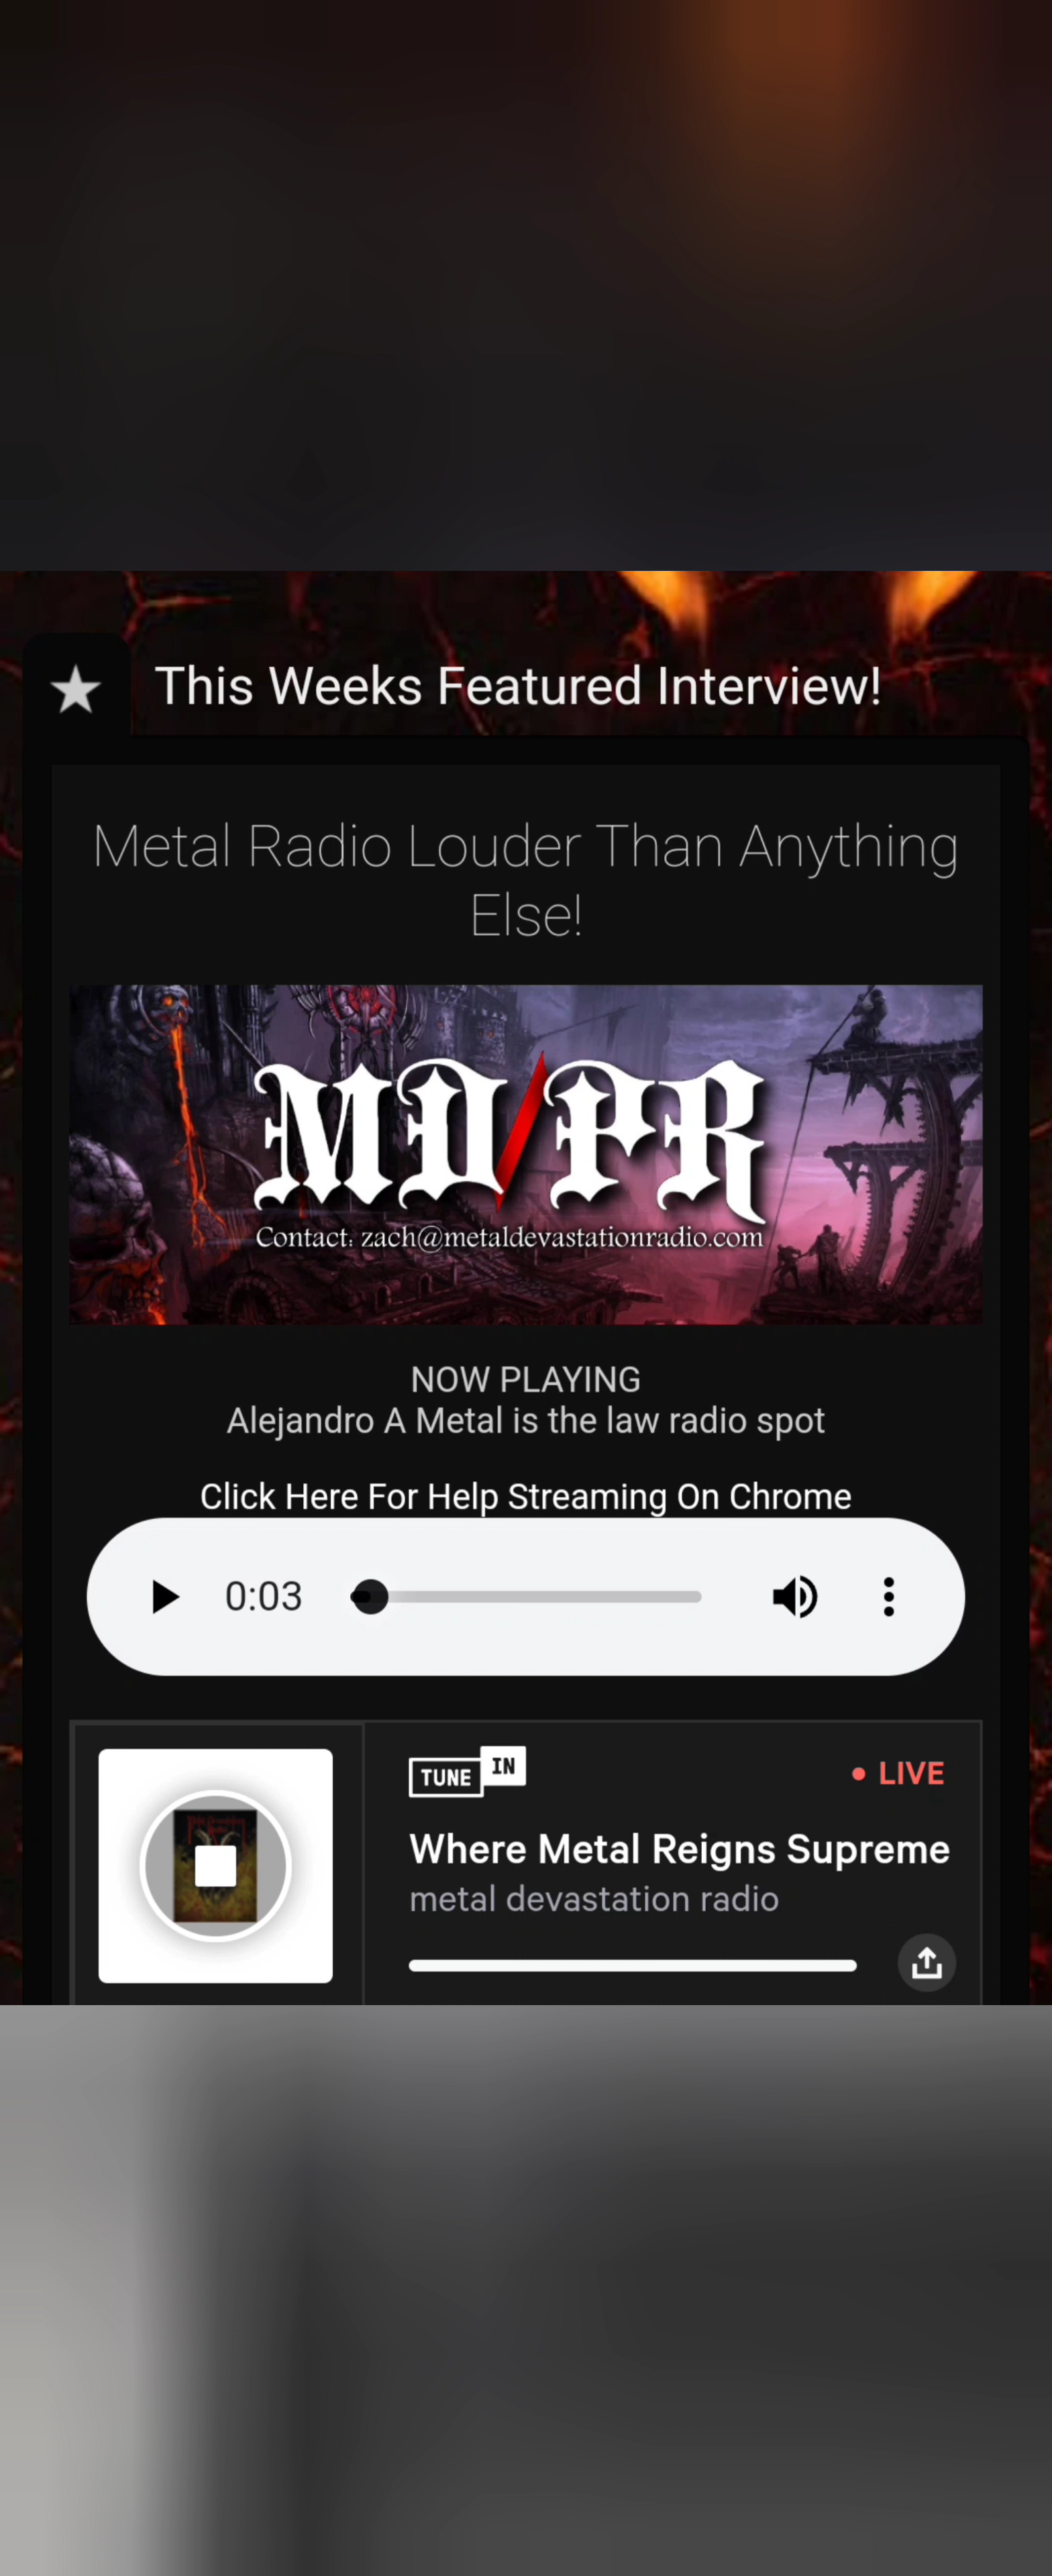 This Weeks Featured Interview!
Metal Radio Louder Than Anything
Else!
MD/PR
Contact: zach@metaldevastationradio.com
NOW PLAYING
Alejandro A Metal is the law radio spot
Click Here For Help Streaming On Chrome
0:03
TUNE IN
LIVE
Where Metal Reigns Supreme
metal devastation radio